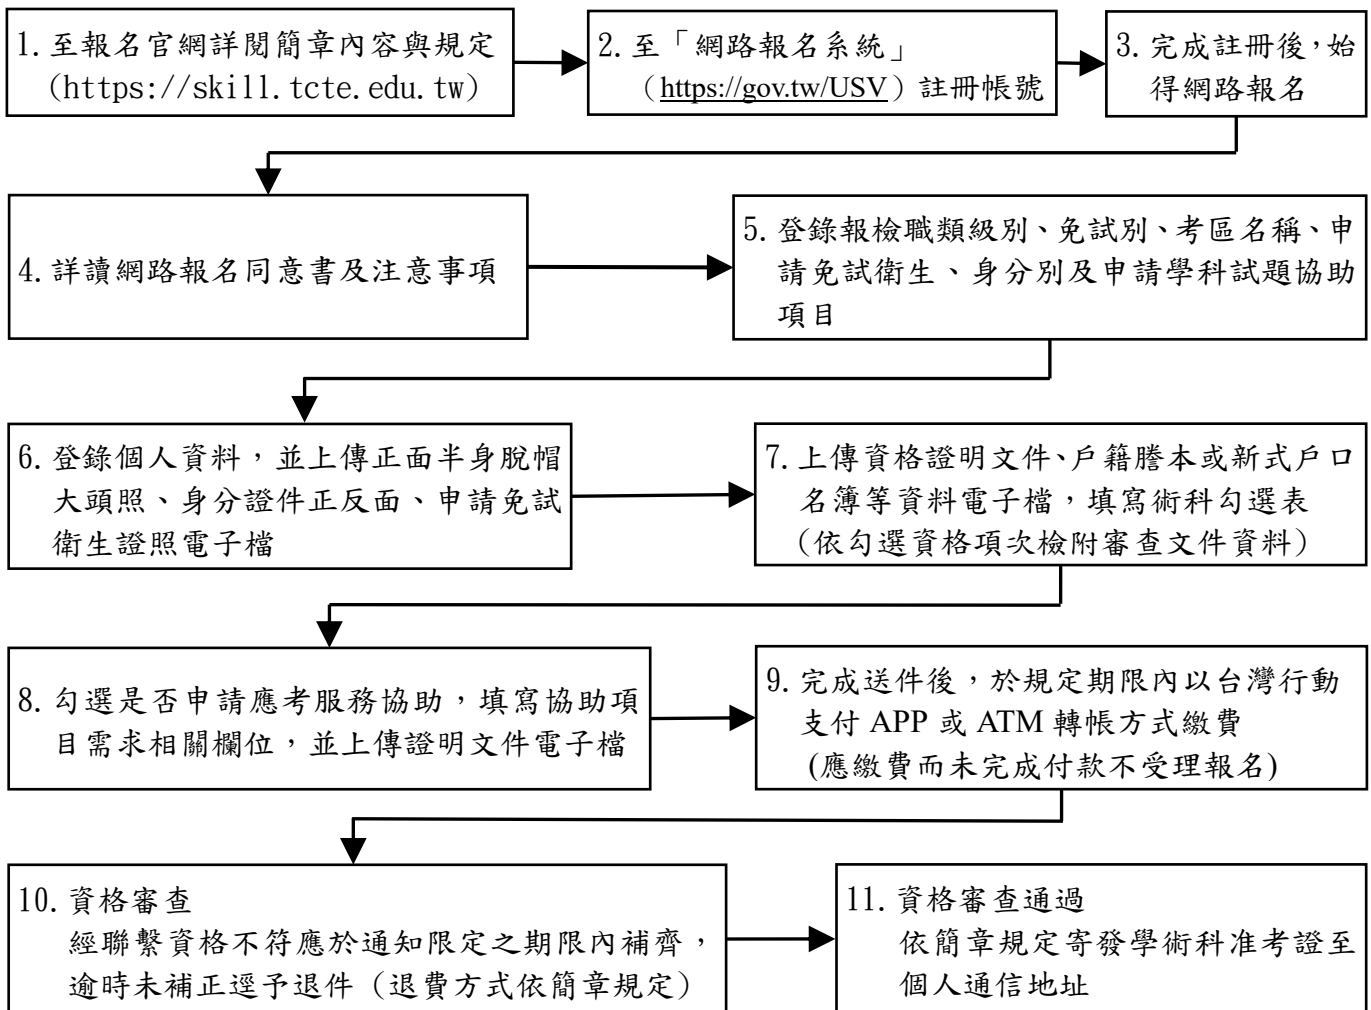 1. 至報名官網詳閱簡章內容與規定
(https://skill.tcte.edu.tw)
2. 至「網路報名系統」
（https://gov.tw/USV）註冊帳號
3. 完成註冊後，始
得網路報名
4. 詳讀網路報名同意書及注意事項
5. 登錄報檢職類級別、免試別、考區名稱、申
請免試衛生、身分別及申請學科試題協助
項目
6. 登錄個人資料，並上傳正面半身脫帽
大頭照、身分證件正反面、申請免試
衛生證照電子檔
7. 上傳資格證明文件、戶籍謄本或新式戶口
名簿等資料電子檔，填寫術科勾選表
（依勾選資格項次檢附審查文件資料）
8. 勾選是否申請應考服務協助，填寫協助項
目需求相關欄位，並上傳證明文件電子檔
9. 完成送件後，於規定期限內以台灣行動
支付 APP 或 ATM 轉帳方式繳費
(應繳費而未完成付款不受理報名)
10. 資格審查
經聯繫資格不符應於通知限定之期限內補齊，
逾時未補正逕予退件（退費方式依簡章規定）
11. 資格審查通過
依簡章規定寄發學術科准考證至
個人通信地址